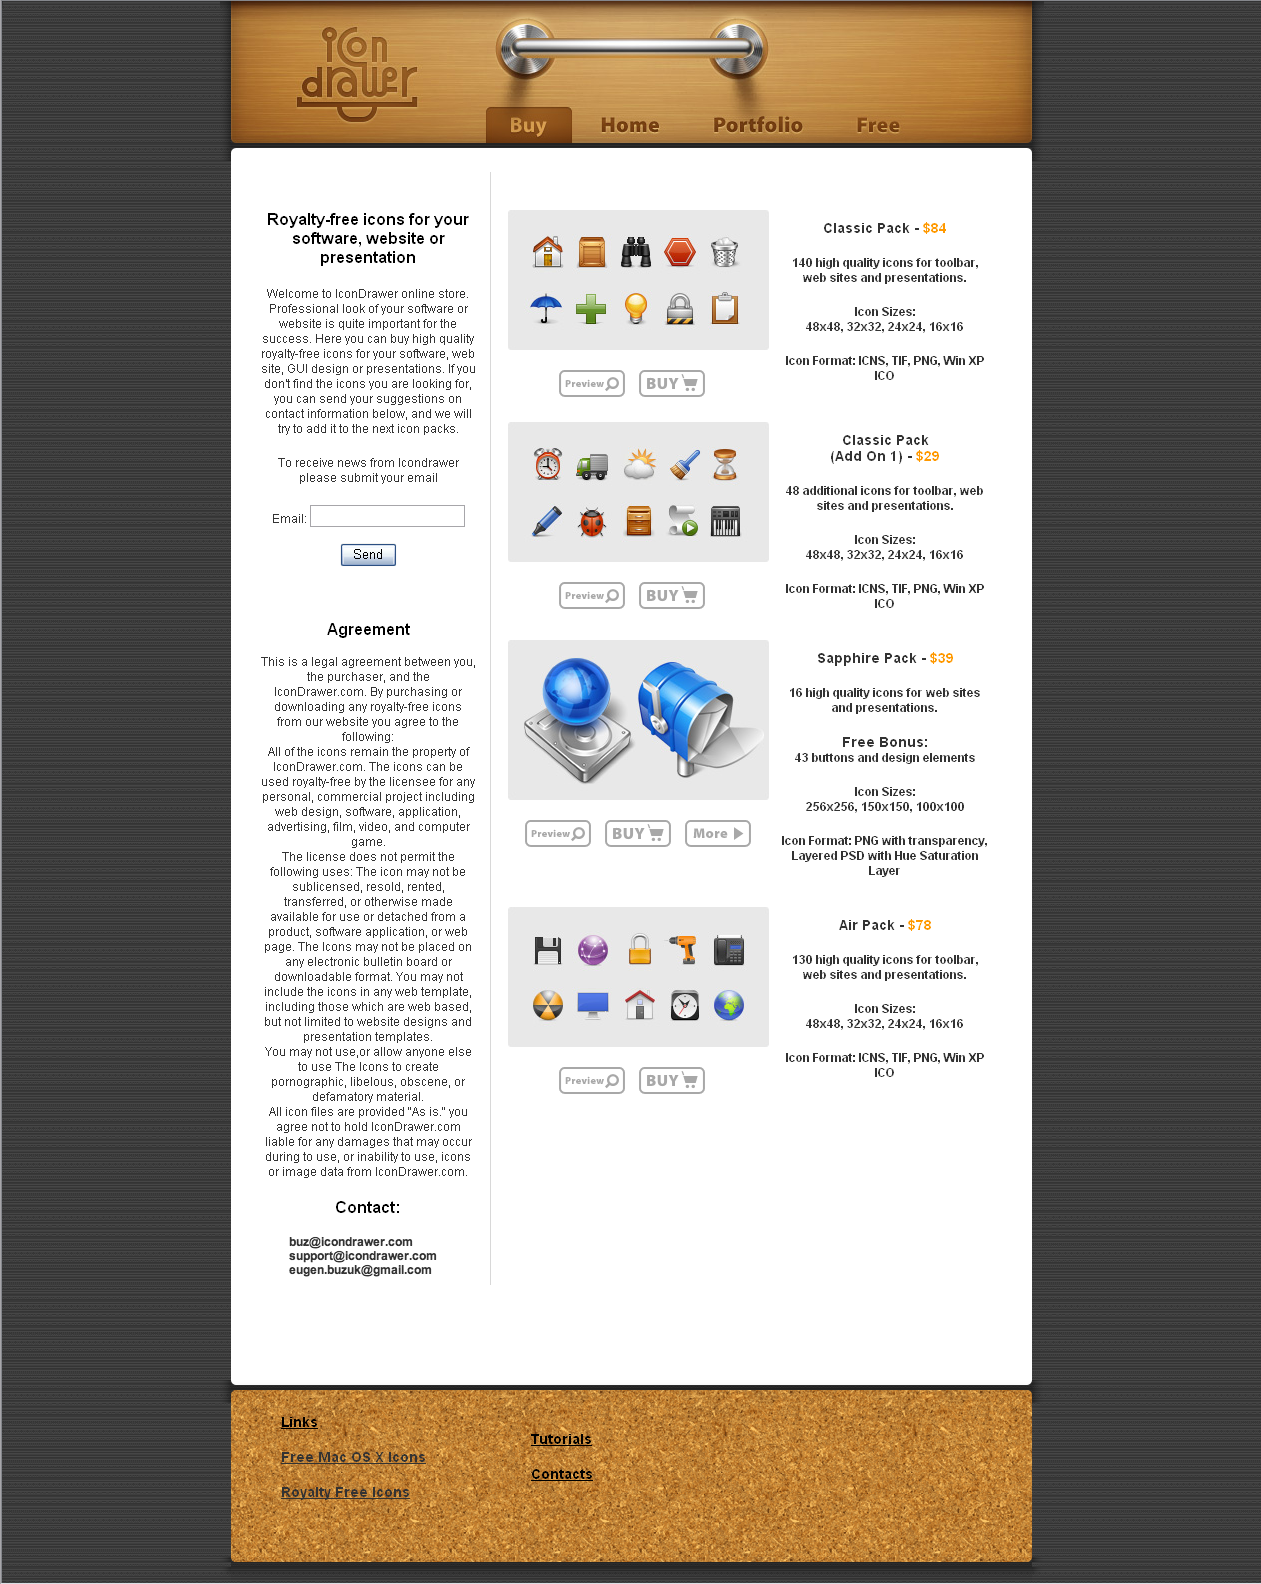 icon
drawer
Buy
Home
Portfolio
Free
Royalty-free icons for your
software, website or
presentation
Welcome to IconDrawer online store.
Professional look of your software or
website is quite important for the
success. Here you can buy high quality
royalty-free icons for your software, web
site, GUI design or presentations. If you
don't find the icons you are looking for,
you can send your suggestions on
contact information below, and we will
try to add it to the next icon packs.
To receive news from Icondrawer
please submit your email
Email:
Send
Agreement
This is a legal agreement between you,
the purchaser, and the
IconDrawer.com. By purchasing or
downloading any royalty-free icons
from our website you agree to the
following:
All of the icons remain the property of
IconDrawer.com. The icons can be
used royalty-free by the licensee for any
personal, commercial project including
web design, software, application,
advertising, film, video, and computer
game.
The license does not permit the
following uses: The icon may not be
sublicensed, resold, rented,
transferred, or otherwise made
available for use or detached from a
product, software application, or web
page. The Icons may not be placed on
any electronic bulletin board or
downloadable format. You may not
include the icons in any web template,
including those which are web based,
but not limited to website designs and
presentation templates.
You may not use,or allow anyone else
to use The Icons to create
pornographic, libelous, obscene, or
defamatory material.
All icon files are provided "As is." you
agree not to hold IconDrawer.com
liable for any damages that may occur
during to use, or inability to use, icons
or image data from IconDrawer.com.
Contact:
buz@icondrawer.com
support@icondrawer.com
eugen.buzuk@gmail.com
Preview
BUY
Classic Pack - $84
140 high quality icons for toolbar,
web sites and presentations.
Icon Sizes:
48x48, 32x32, 24x24, 16x16
Icon Format: ICNS, TIF, PNG, Win XP
ICO
Preview
BUY
Classic Pack
(Add On 1) - $29
48 additional icons for toolbar, web
sites and presentations.
Icon Sizes:
48x48, 32x32, 24x24, 16x16
Icon Format: ICNS, TIF, PNG, Win XP
ICO
Preview
BUY
More
Sapphire Pack - $39
16 high quality icons for web sites
and presentations.
Free Bonus:
43 buttons and design elements
Icon Sizes:
256x256, 150x150, 100x100
Icon Format: PNG with transparency,
Layered PSD with Hue Saturation
Layer
Preview
BUY
Air Pack - $78
130 high quality icons for toolbar,
web sites and presentations.
Icon Sizes:
48x48, 32x32, 24x24, 16x16
Icon Format: ICNS, TIF, PNG, Win XP
ICO
Links
Free Mac OS X Icons
Royalty Free Icons
Tutorials
Contacts